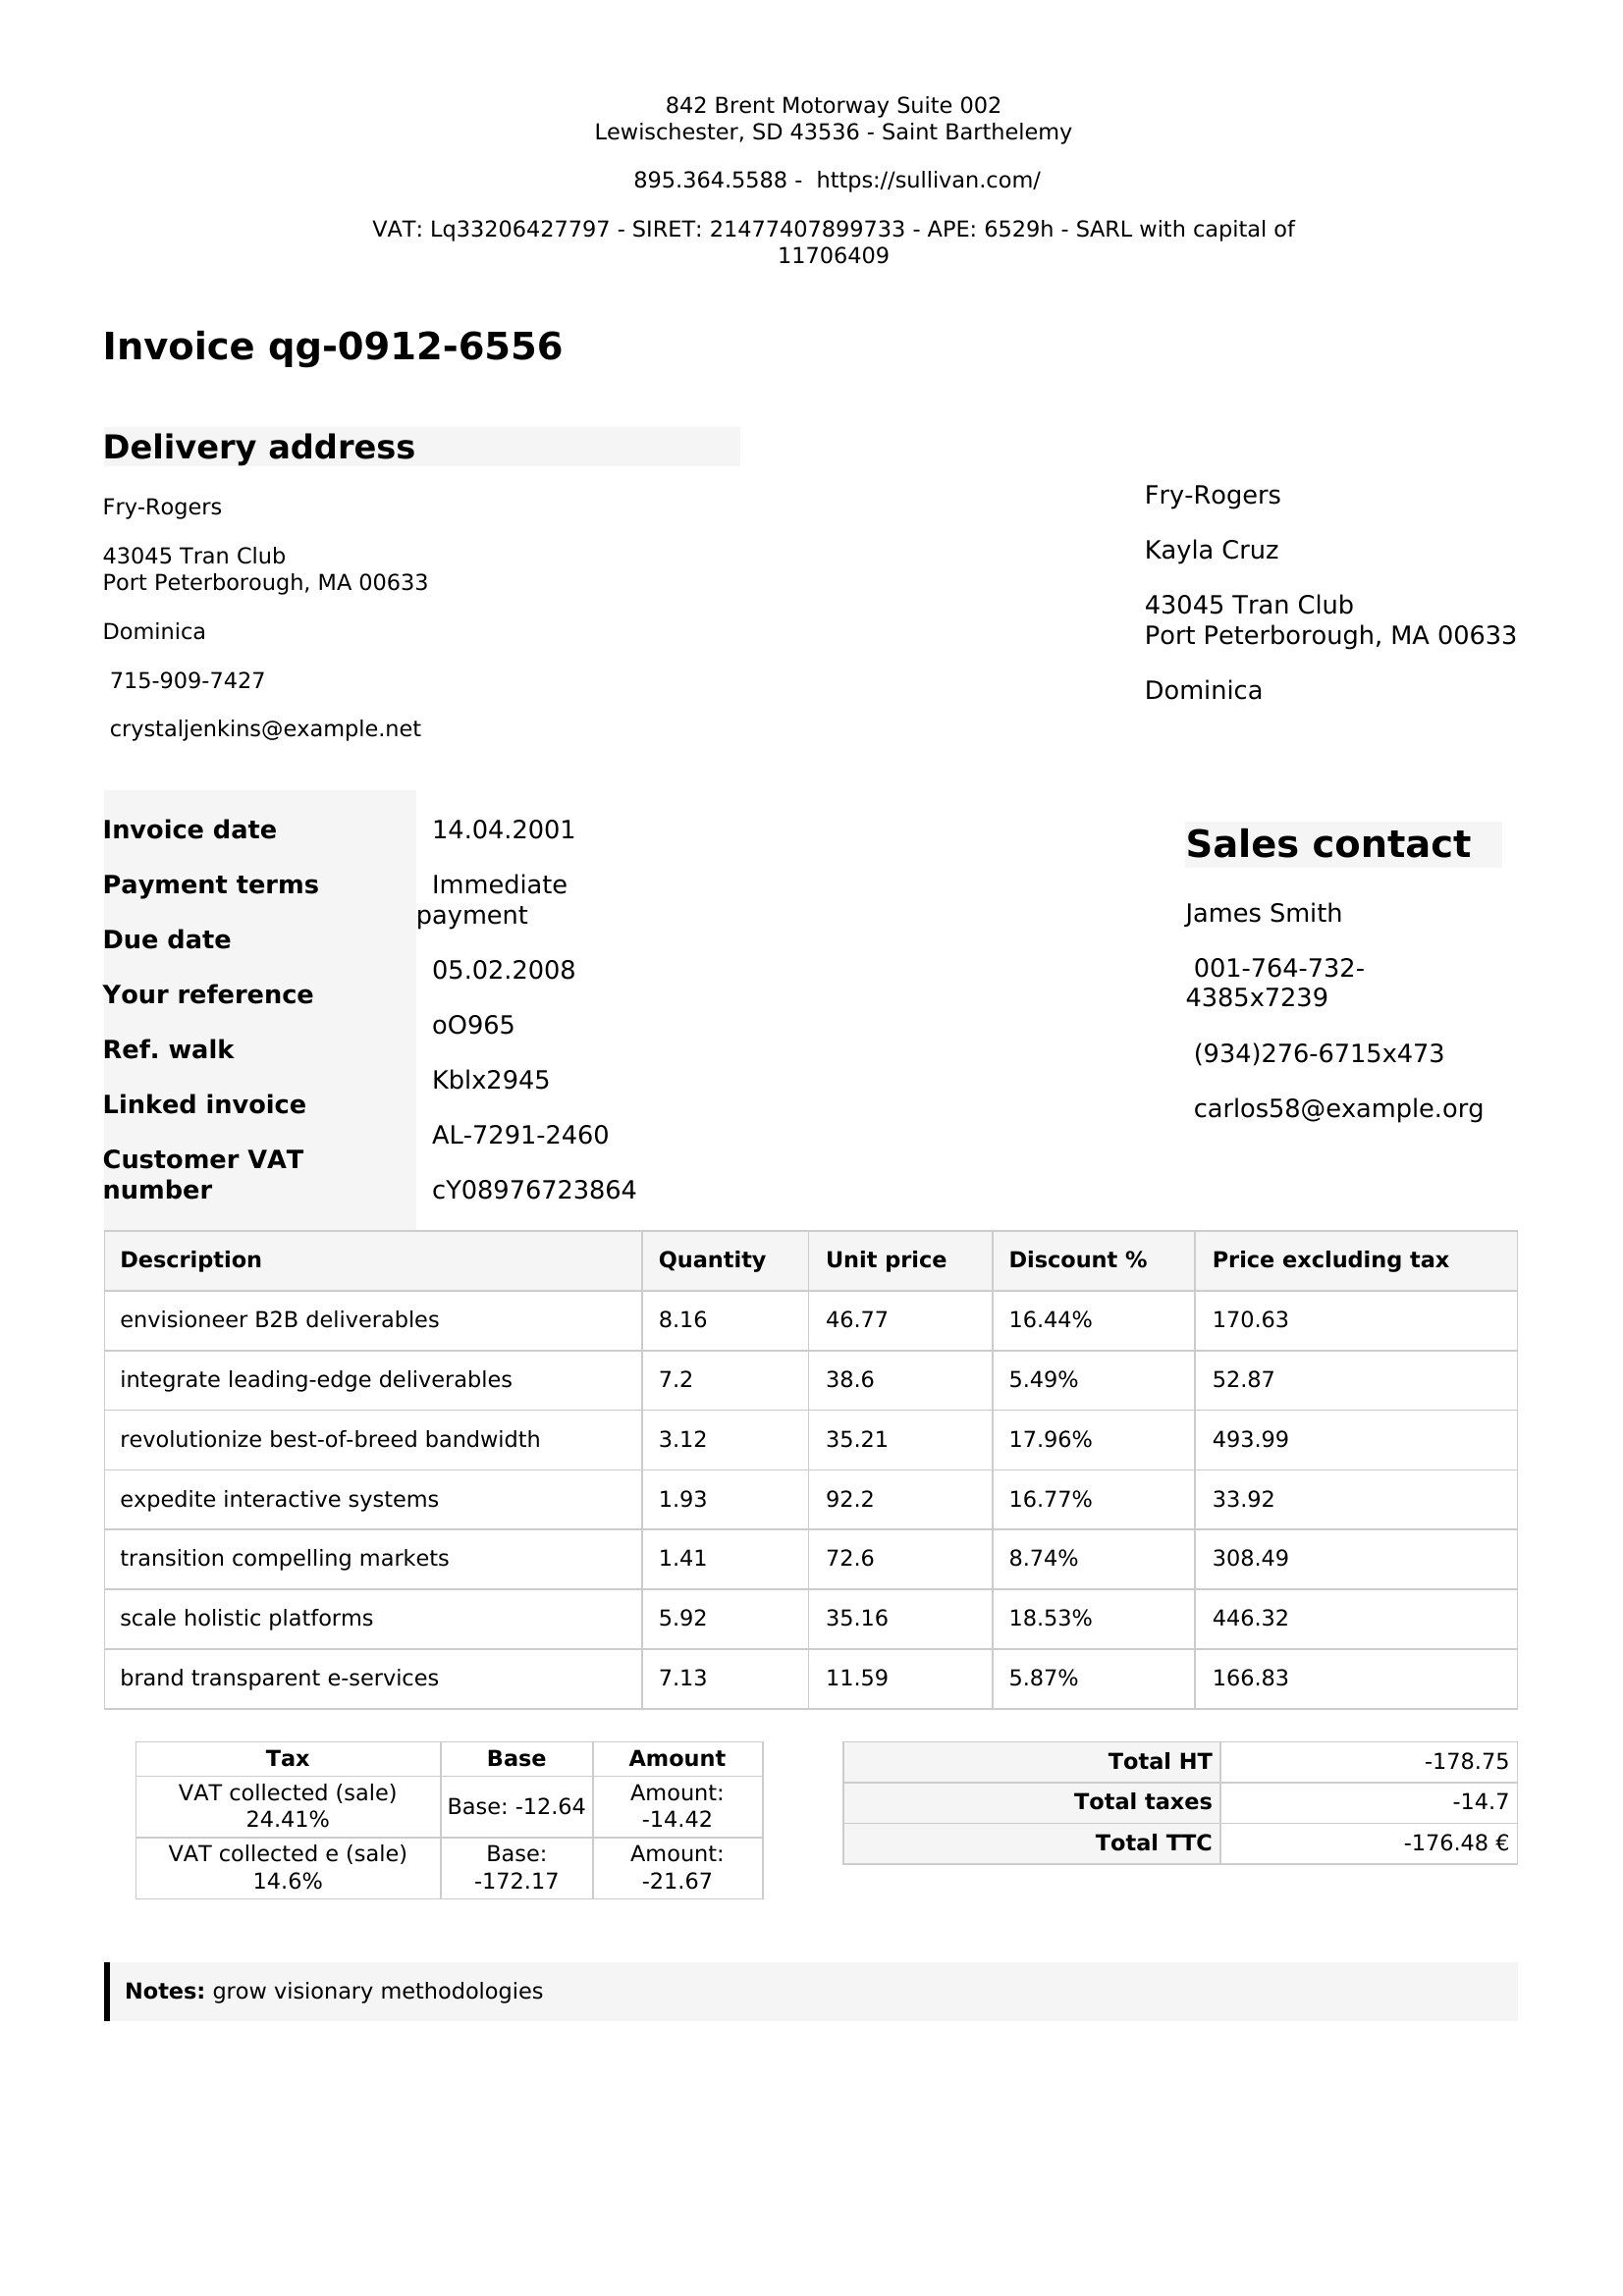 842 Brent Motorway Suite 002
Lewischester, SD 43536 - Saint Barthelemy
895.364.5588 - https://sullivan.com/
VAT: Lq33206427797 - SIRET: 21477407899733 - APE: 6529h - SARL with capital of
11706409
Invoice qg-0912-6556
Delivery address
Fry-Rogers
43045 Tran Club
Port Peterborough, MA 00633
Dominica
715-909-7427
crystaljenkins@example.net
Fry-Rogers
Kayla Cruz
43045 Tran Club
Port Peterborough, MA 00633
Dominica
Invoice date
Payment terms
Due date
Your reference
Ref. walk
Linked invoice
Customer VAT
number
14.04.2001
Immediate
payment
05.02.2008
oO965
Kblx2945
AL-7291-2460
cY08976723864
Sales contact
James Smith
001-764-732-
4385x7239
(934)276-6715x473
carlos58@example.org
Description Quantity Unit price Discount % Price excluding tax
envisioneer B2B deliverables 8.16 46.77 16.44% 170.63
integrate leading-edge deliverables 7.2 38.6 5.49% 52.87
revolutionize best-of-breed bandwidth 3.12 35.21 17.96% 493.99
expedite interactive systems 1.93 92.2 16.77% 33.92
transition compelling markets 1.41 72.6 8.74% 308.49
scale holistic platforms 5.92 35.16 18.53% 446.32
brand transparent e-services 7.13 11.59 5.87% 166.83
Tax Base Amount
VAT collected (sale)
24.41%
Base: -12.64
Amount:
-14.42
VAT collected e (sale)
14.6%
Base:
-172.17
Amount:
-21.67
Total HT -178.75
Total taxes -14.7
Total TTC -176.48 €
Notes: grow visionary methodologies